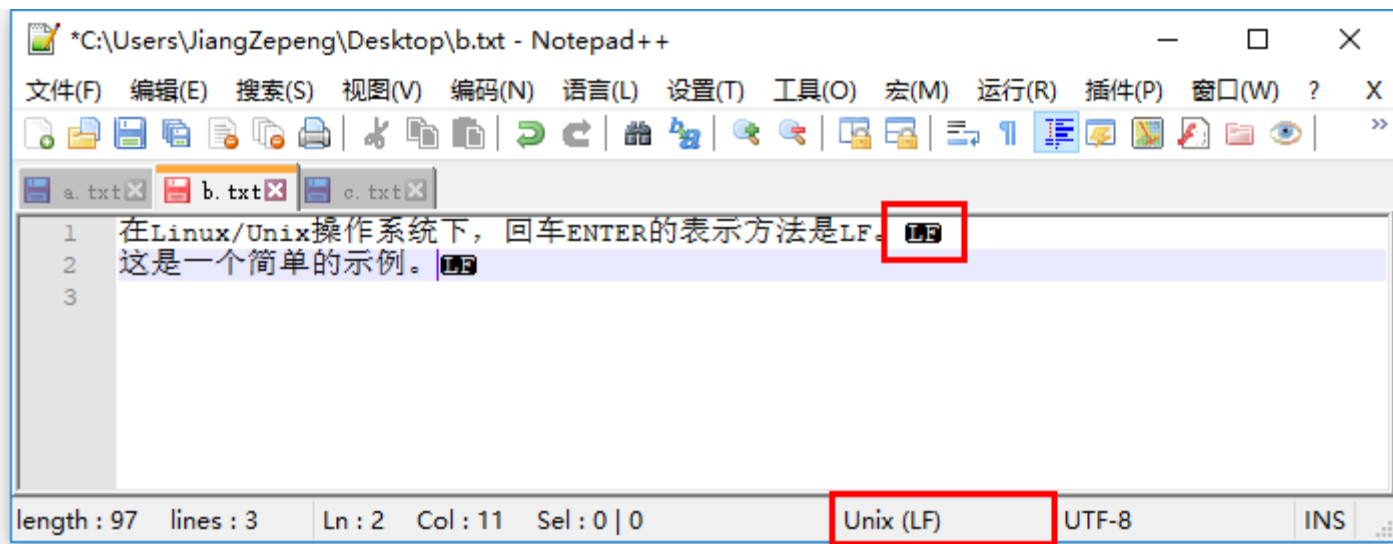 *C:\Users\JiangZepeng\Desktop\b.txt - Notepad++
文件(F) 编辑(E) 搜索(S) 视图(V) 编码(N) 语言(L) 设置(T) 工具(O) 宏(M) 运行(R) 插件(P) 窗口(W) ? X
a.txt b.txt c.txt
1 在Linux/Unix操作系统下，回车ENTER的表示方法是LF。LF
2 这是一个简单的示例。LF
3
length : 97 lines : 3 Ln : 2 Col : 11 Sel : 0 | 0 Unix (LF) UTF-8 INS